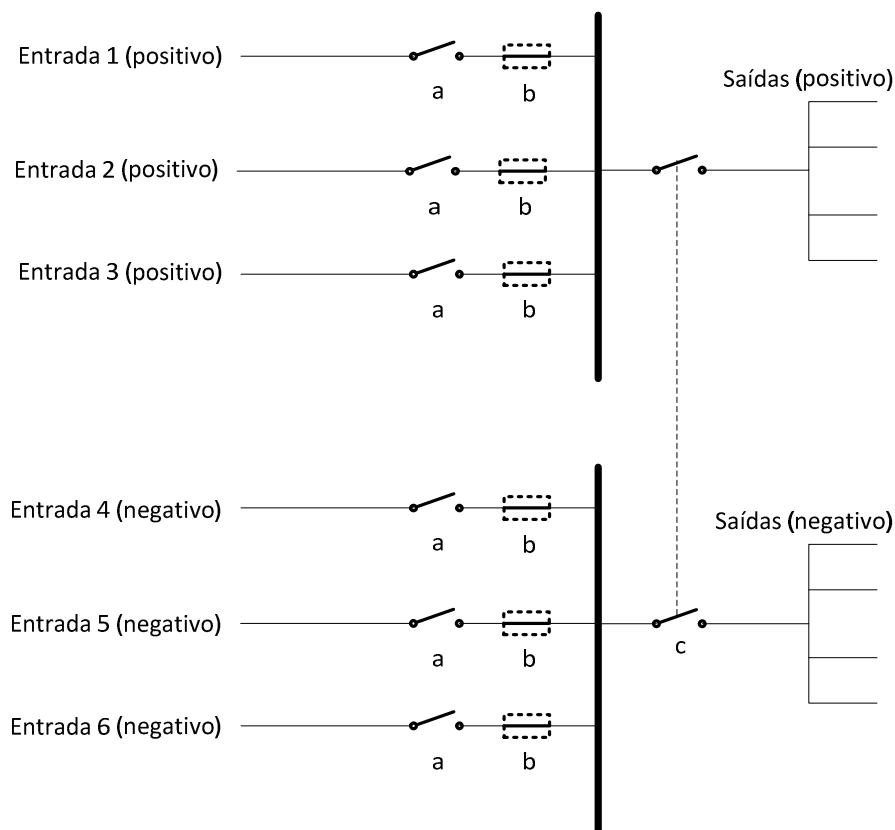 Entrada 1 (positivo)
a
b
Saídas (positivo)
Entrada 2 (positivo)
a
b
Entrada 3 (positivo)
a
b
Entrada 4 (negativo)
a
b
Saídas (negativo)
Entrada 5 (negativo)
a
b
c
Entrada 6 (negativo)
a
b